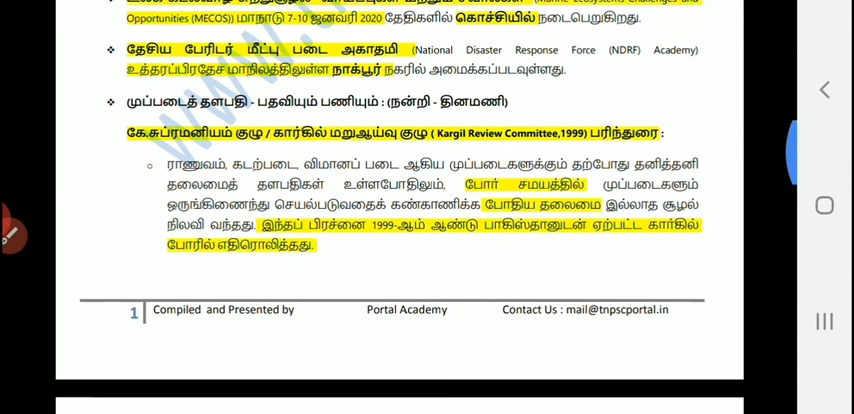 Opportunities (MECOS)) மாநாடு 7-10 ஜனவரி 2020 தேதிகளில் கொச்சியில் நடைபெறுகிறது.
❖ தேசிய பேரிடர் மீட்பு படை அகாதமி (National Disaster Response Force (NDRF) Academy)
உத்தரப்பிரதேச மாநிலத்திலுள்ள நாக்பூர் நகரில் அமைக்கப்படவுள்ளது.
❖ முப்படைத் தளபதி - பதவியும் பணியும் : (நன்றி - தினமணி)
கே.சுப்ரமனியம் குழு / கார்கில் மறுஆய்வு குழு ( Kargil Review Committee,1999) பரிந்துரை :
○ ராணுவம், கடற்படை, விமானப் படை ஆகிய முப்படைகளுக்கும் தற்போது தனித்தனி
தலைமைத் தளபதிகள் உள்ளபோதிலும், போர் சமயத்தில் முப்படைகளும்
ஒருங்கிணைந்து செயல்படுவதைக் கண்காணிக்க போதிய தலைமை இல்லாத சூழல்
நிலவி வந்தது. இந்தப் பிரச்னை 1999-ஆம் ஆண்டு பாகிஸ்தானுடன் ஏற்பட்ட கார்கில்
போரில் எதிரொலித்தது.
1 Compiled and Presented by Portal Academy Contact Us : mail@tnpscportal.in
www.